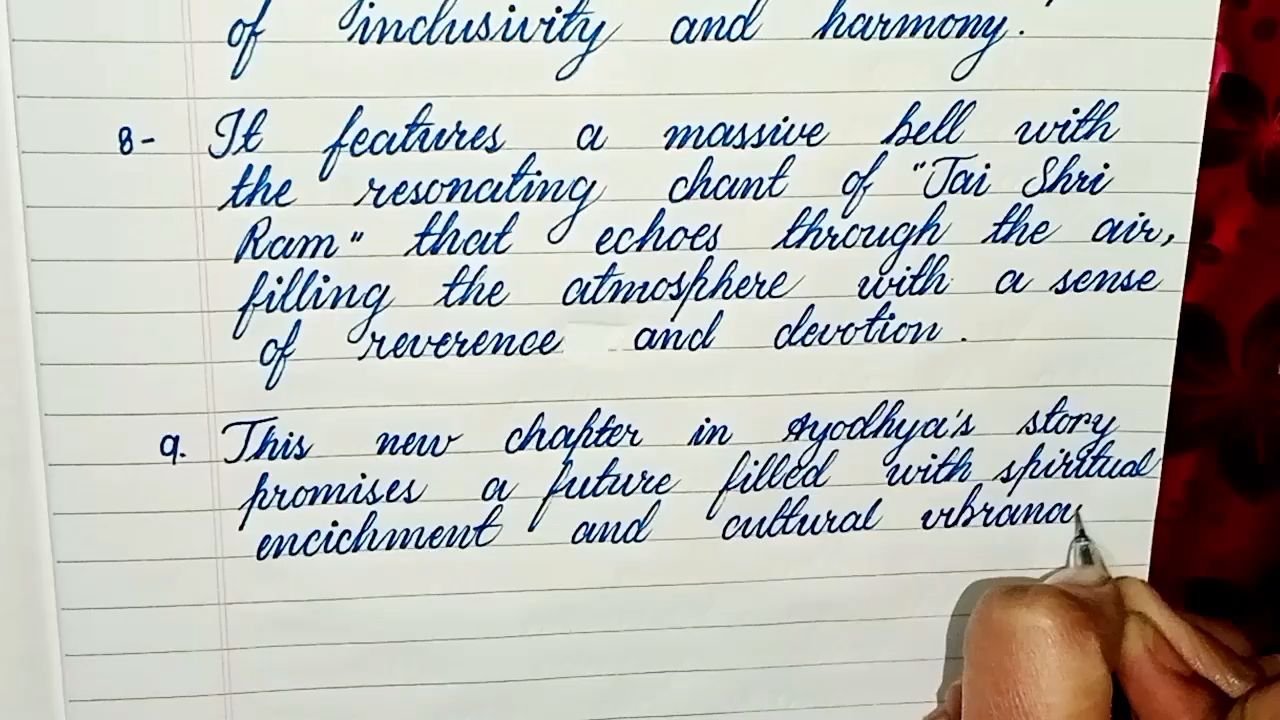 of inclusivity and harmony.
8- It features a massive bell with
the resonating chant of "Jai Shri
Ram" that echoes through the air,
filling the atmosphere with a sense
of reverence and devotion.
9. This new chapter in Ayodhya's story
promises a future filled with spiritual
encichment and cultural